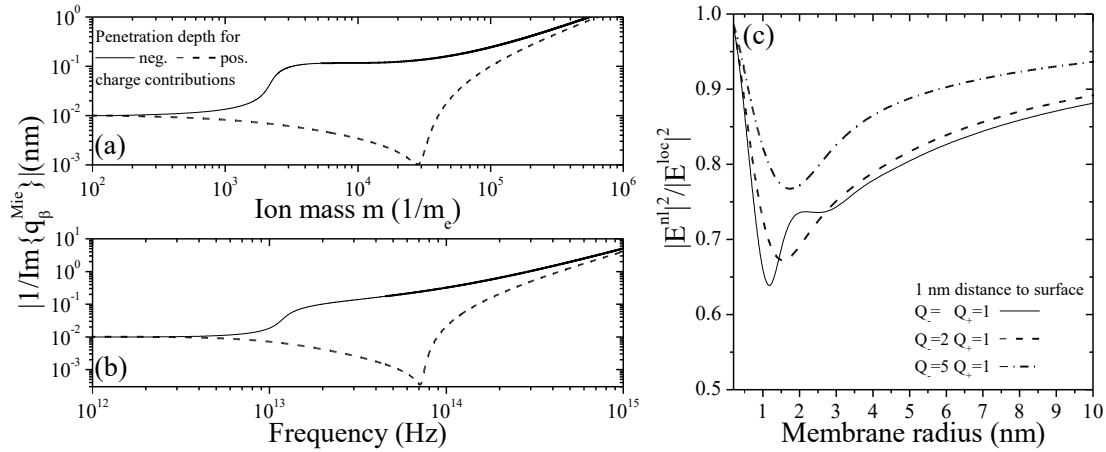 |1/Im{q_β^Mie}|(nm)
10^1
10^0
10^-1
10^-2
10^-3
Penetration depth for
neg. pos.
charge contributions
(a)
10^2 10^3 10^4 10^5 10^6
Ion mass m (1/m_e)
10^1
10^0
10^-1
10^-2
10^-3
(b)
10^12 10^13 10^14 10^15
Frequency (Hz)
(c)
|E^nl|^2/|E^loc|^2
1.0
0.9
0.8
0.7
0.6
0.5
1 nm distance to surface
Q_-= Q_+=1
Q_-=2 Q_+=1
Q_-=5 Q_+=1
1 2 3 4 5 6 7 8 9 10
Membrane radius (nm)